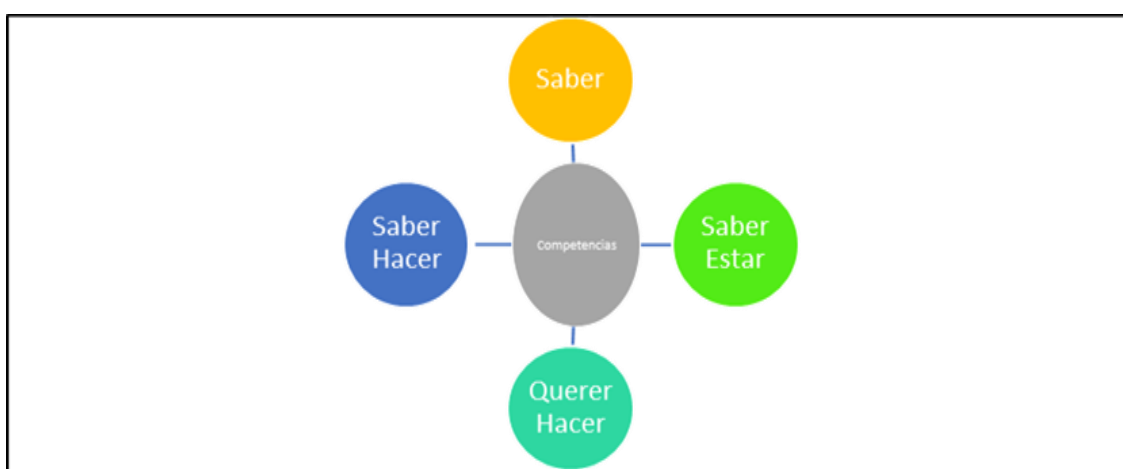 Saber
Saber
Hacer
Competencias
Saber
Estar
Querer
Hacer